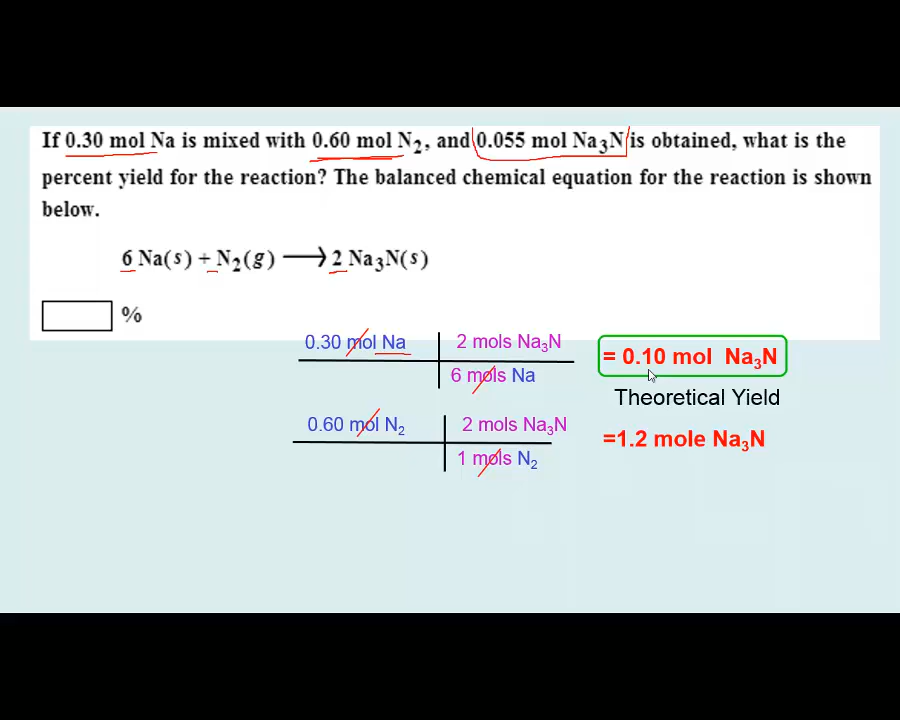 If 0.30 mol Na is mixed with 0.60 mol N₂, and 0.055 mol Na₃N is obtained, what is the
percent yield for the reaction? The balanced chemical equation for the reaction is shown
below.
6 Na(s) + N₂(g) ⟶ 2 Na₃N(s)
%
0.30 mol Na 2 mols Na₃N
6 mols Na
= 0.10 mol Na₃N
Theoretical Yield
0.60 mol N₂ 2 mols Na₃N
1 mols N₂
=1.2 mole Na₃N